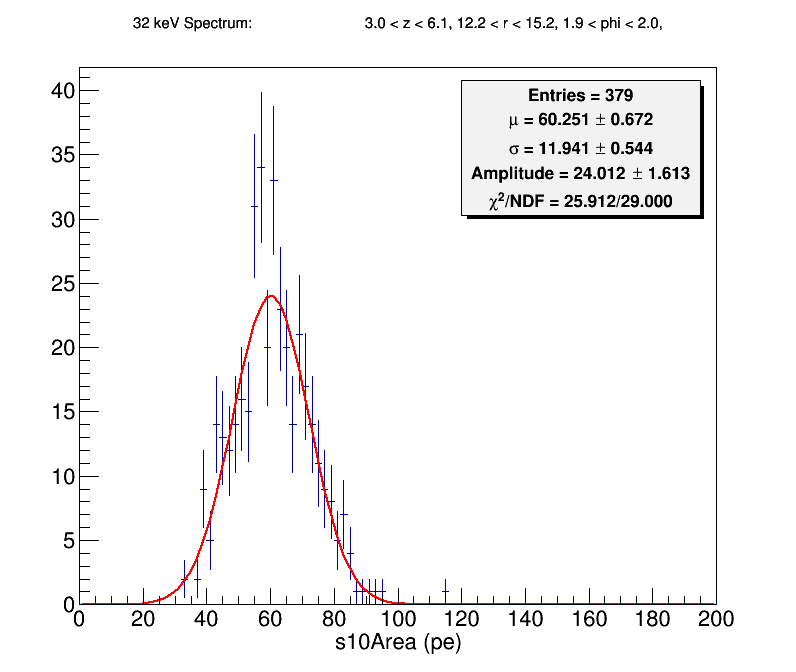 32 keV Spectrum: 3.0 < z < 6.1, 12.2 < r < 15.2, 1.9 < phi < 2.0,
Entries = 379
μ = 60.251 ± 0.672
σ = 11.941 ± 0.544
Amplitude = 24.012 ± 1.613
χ²/NDF = 25.912/29.000
40
35
30
25
20
15
10
5
0
0 20 40 60 80 100 120 140 160 180 200
s10Area (pe)